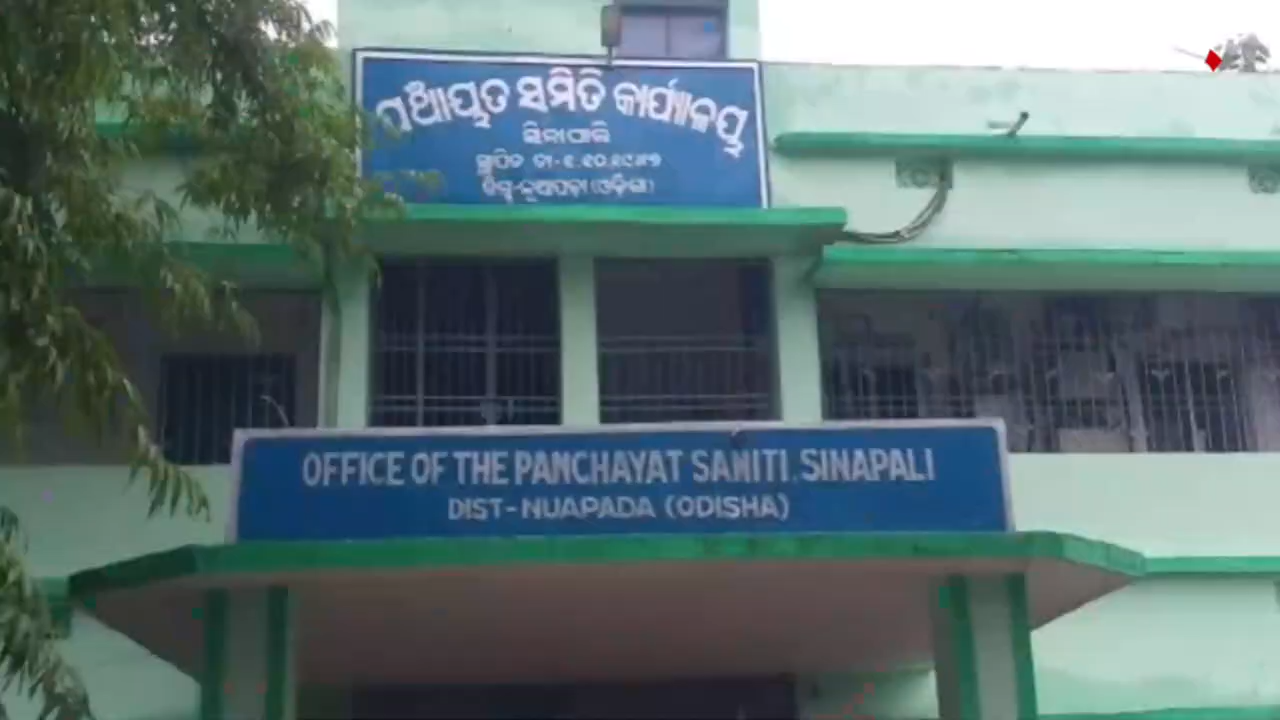 ପଞ୍ଚାୟତ ସମିତି କାର୍ଯ୍ୟାଳୟ
ସିନାପାଲି
ସ୍ଥାପିତ ତା-
ଜିଲ୍ଲା-ନୂଆପଡ଼ା (ଓଡ଼ିଶା)
OFFICE OF THE PANCHAYAT SAMITI. SINAPALI
DIST-NUAPADA (ODISHA)